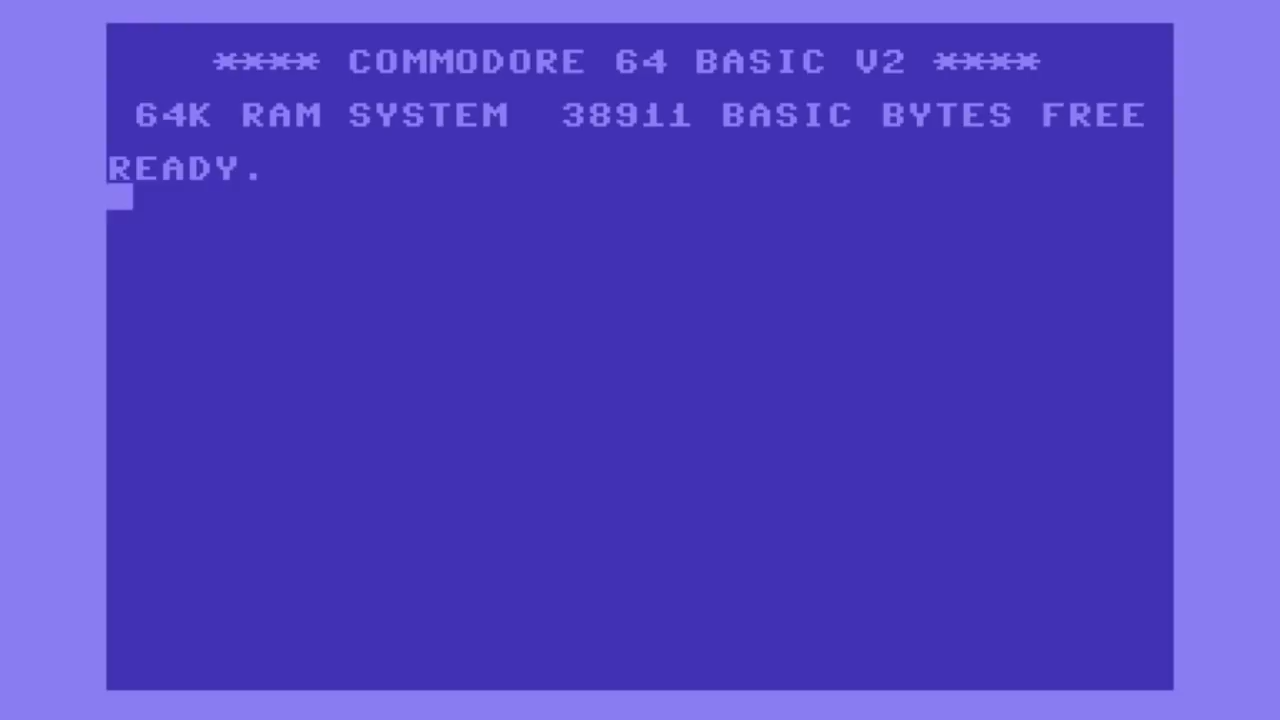 **** COMMODORE 64 BASIC V2 ****
64K RAM SYSTEM  38911 BASIC BYTES FREE
READY.